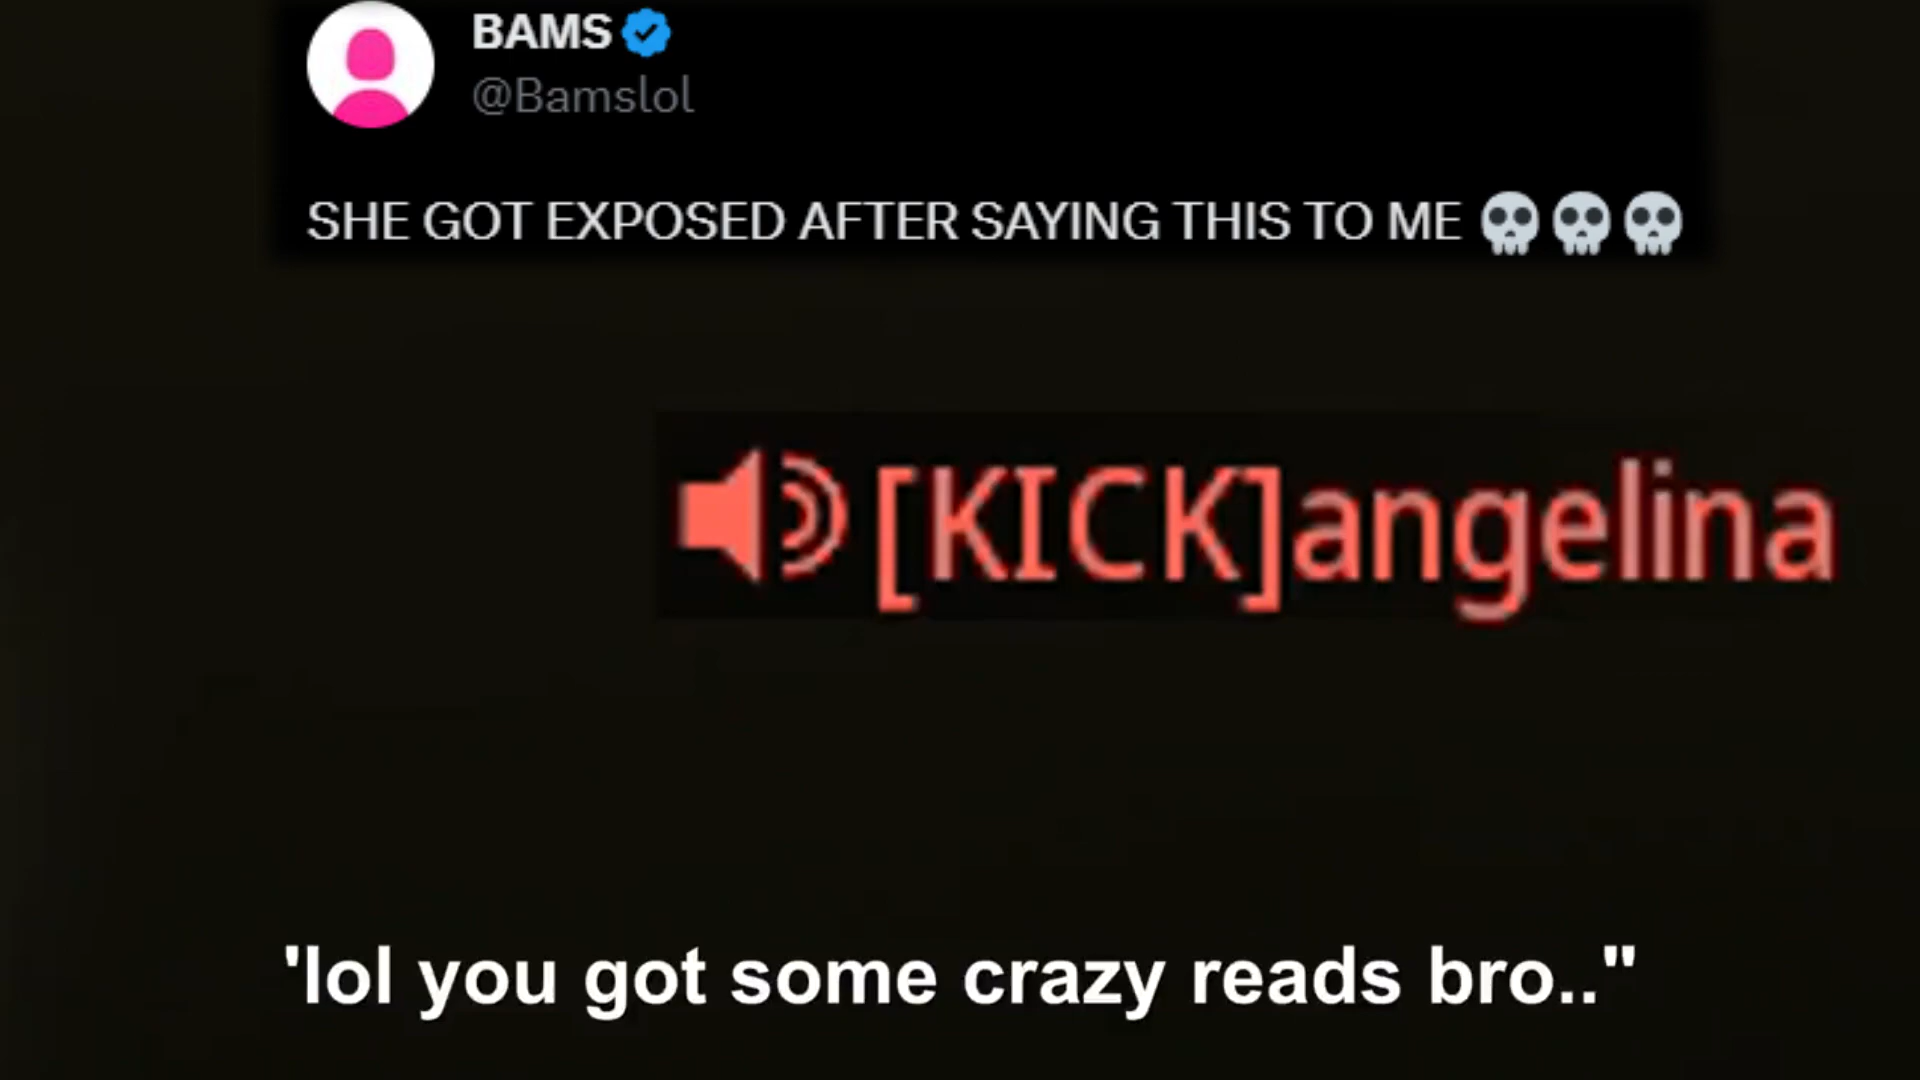 BAMS
@Bamslol
SHE GOT EXPOSED AFTER SAYING THIS TO ME 💀💀💀
[KICK]angelina
'lol you got some crazy reads bro.."